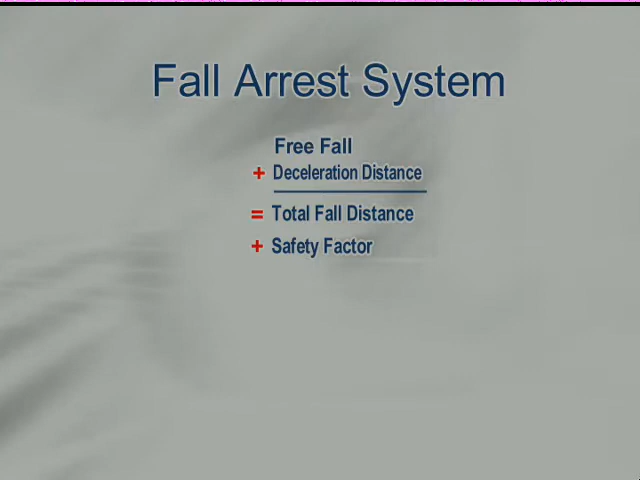 Fall Arrest System
Free Fall
+ Deceleration Distance
= Total Fall Distance
+ Safety Factor